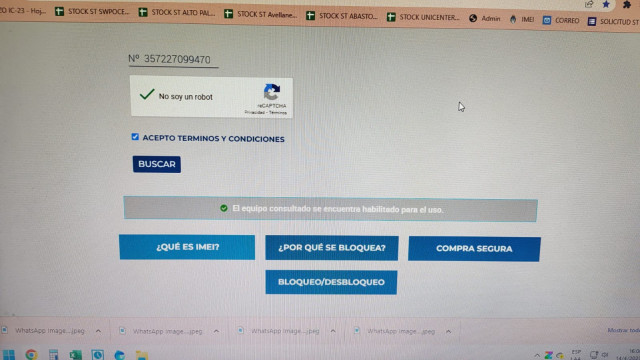 IC-23 - Hoj...
STOCK ST SWPOCE...
STOCK ST ALTO PAL...
STOCK ST Avellane...
STOCK ST ABASTO...
STOCK UNICENTER...
Admin
IMEI
CORREO
SOLICITUD ST
Nº 357227099470
No soy un robot
reCAPTCHA
Privacidad - Términos
ACEPTO TERMINOS Y CONDICIONES
BUSCAR
El equipo consultado se encuentra habilitado para el uso.
¿QUÉ ES IMEI?
¿POR QUÉ SE BLOQUEA?
COMPRA SEGURA
BLOQUEO/DESBLOQUEO
WhatsApp Image....jpeg
WhatsApp Image....jpeg
WhatsApp Image....jpeg
WhatsApp Image....jpeg
Mostrar todo
ESP